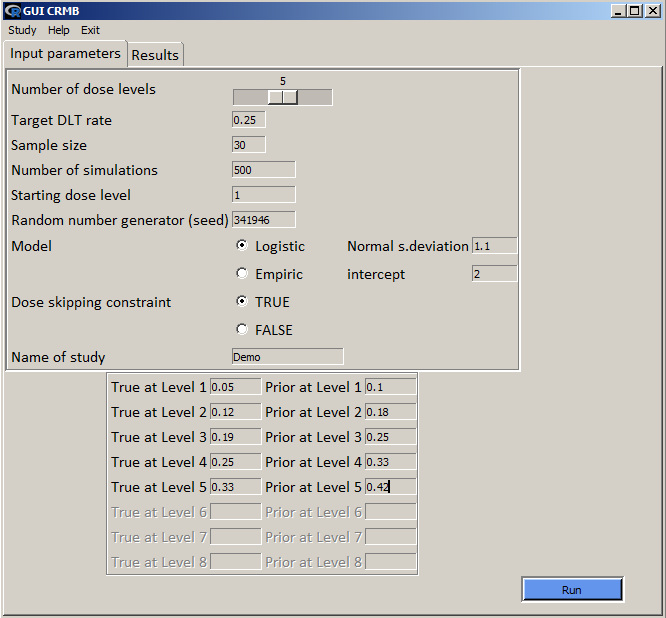 GUI CRMB
Study Help Exit
Input parameters Results
5
Number of dose levels
Target DLT rate 0.25
Sample size 30
Number of simulations 500
Starting dose level 1
Random number generator (seed) 341946
Model Logistic Normal s.deviation 1.1
Empiric intercept 2
Dose skipping constraint TRUE
FALSE
Name of study Demo
True at Level 1 0.05 Prior at Level 1 0.1
True at Level 2 0.12 Prior at Level 2 0.18
True at Level 3 0.19 Prior at Level 3 0.25
True at Level 4 0.25 Prior at Level 4 0.33
True at Level 5 0.33 Prior at Level 5 0.42
True at Level 6 Prior at Level 6
True at Level 7 Prior at Level 7
True at Level 8 Prior at Level 8
Run